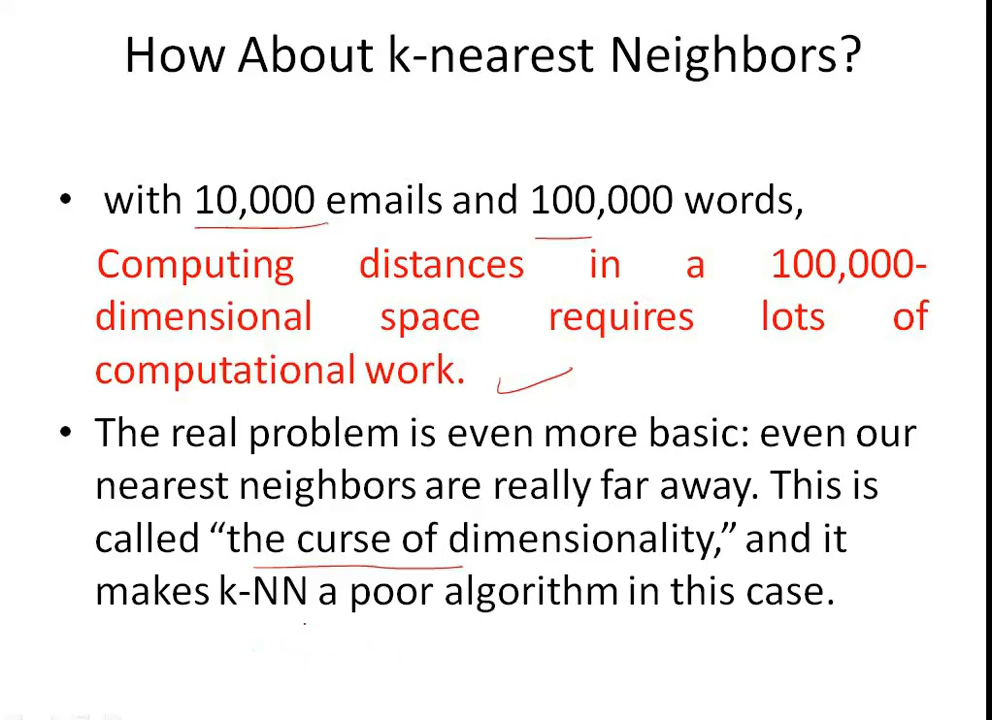 How About k-nearest Neighbors?
• with 10,000 emails and 100,000 words,
Computing distances in a 100,000-
dimensional space requires lots of
computational work.
• The real problem is even more basic: even our
nearest neighbors are really far away. This is
called “the curse of dimensionality,” and it
makes k-NN a poor algorithm in this case.